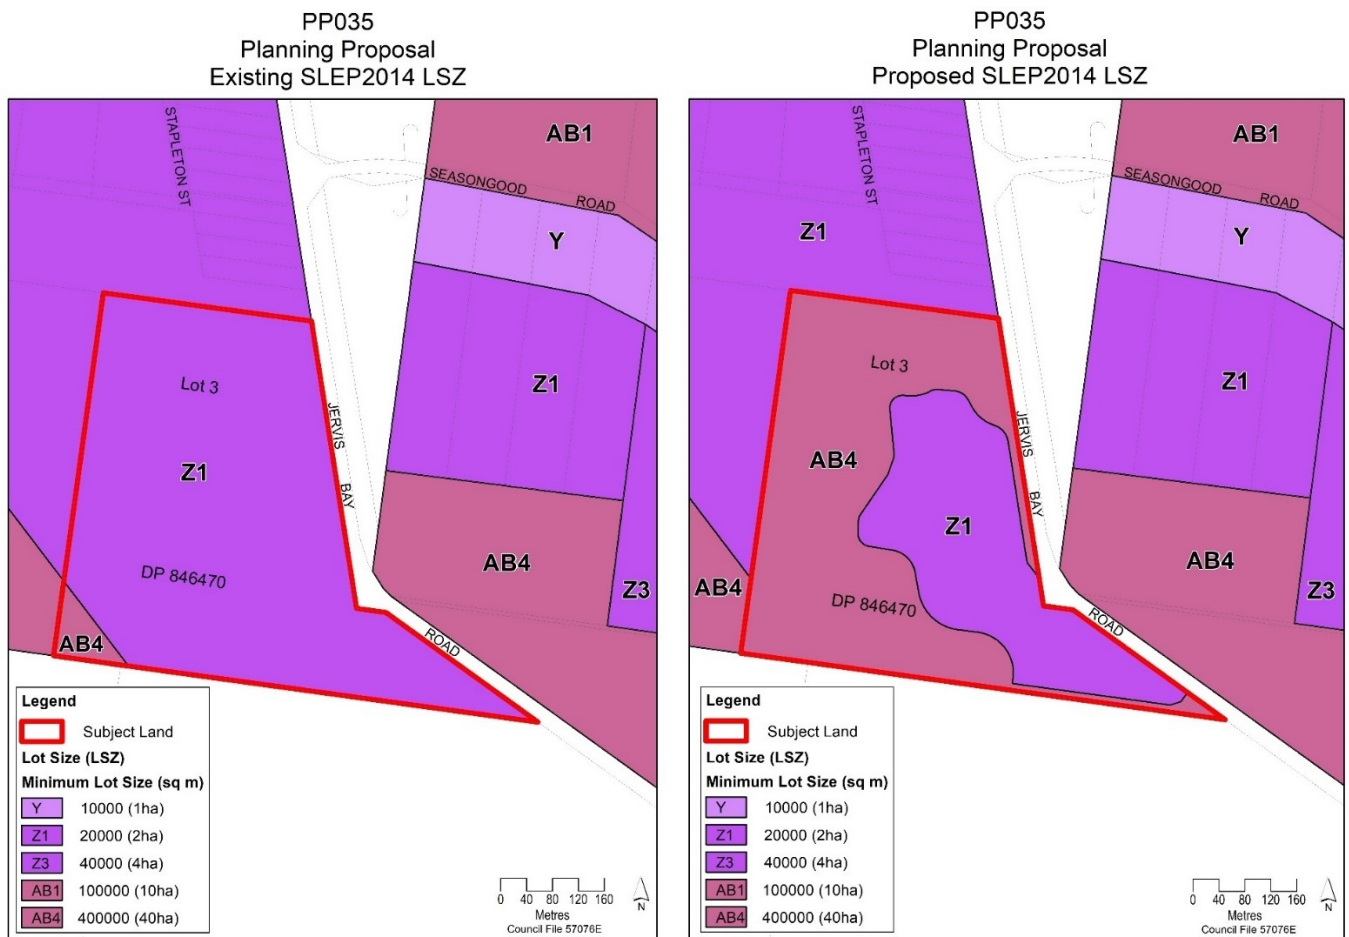 PP035
Planning Proposal
Existing SLEP2014 LSZ
STAPLETON ST
AB1
SEASONGOOD
ROAD
Y
Lot 3
Z1
JERVIS
Z1
BAY
AB4
DP 846470
Z3
ROAD
AB4
Legend
Subject Land
Lot Size (LSZ)
Minimum Lot Size (sq m)
Y 10000 (1ha)
Z1 20000 (2ha)
Z3 40000 (4ha)
AB1 100000 (10ha)
AB4 400000 (40ha)
0 40 80 120 160
Metres
Council File 57076E
N
PP035
Planning Proposal
Proposed SLEP2014 LSZ
STAPLETON ST
AB1
SEASONGOOD
ROAD
Z1
Y
Lot 3
Z1
JERVIS
AB4
BAY
Z1
AB4
AB4
Z3
DP 846470
ROAD
Legend
Subject Land
Lot Size (LSZ)
Minimum Lot Size (sq m)
Y 10000 (1ha)
Z1 20000 (2ha)
Z3 40000 (4ha)
AB1 100000 (10ha)
AB4 400000 (40ha)
0 40 80 120 160
Metres
Council File 57076E
N